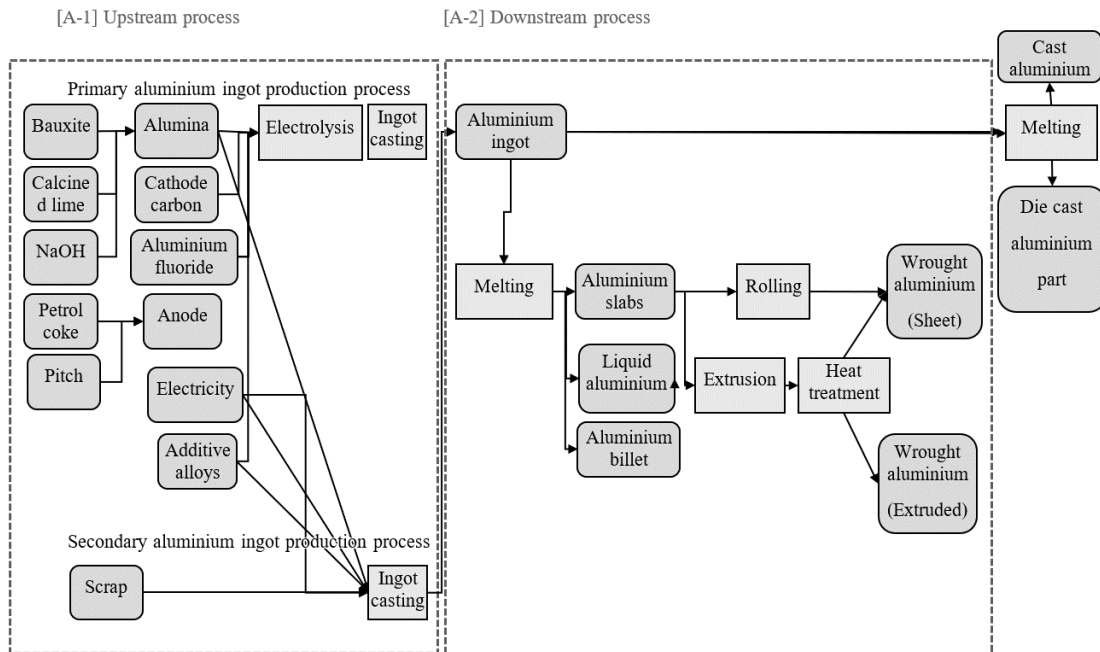 [A-1] Upstream process
[A-2] Downstream process
Cast
aluminium
Primary aluminium ingot production process
Bauxite
Alumina
Electrolysis
Ingot
casting
Aluminium
ingot
Melting
Calcine
d lime
Cathode
carbon
Die cast
aluminium
part
NaOH
Aluminium
fluoride
Melting
Aluminium
slabs
Rolling
Wrought
aluminium
(Sheet)
Petrol
coke
Anode
Pitch
Liquid
aluminium
Extrusion
Heat
treatment
Electricity
Additive
alloys
Aluminium
billet
Wrought
aluminium
(Extruded)
Secondary aluminium ingot production process
Scrap
Ingot
casting